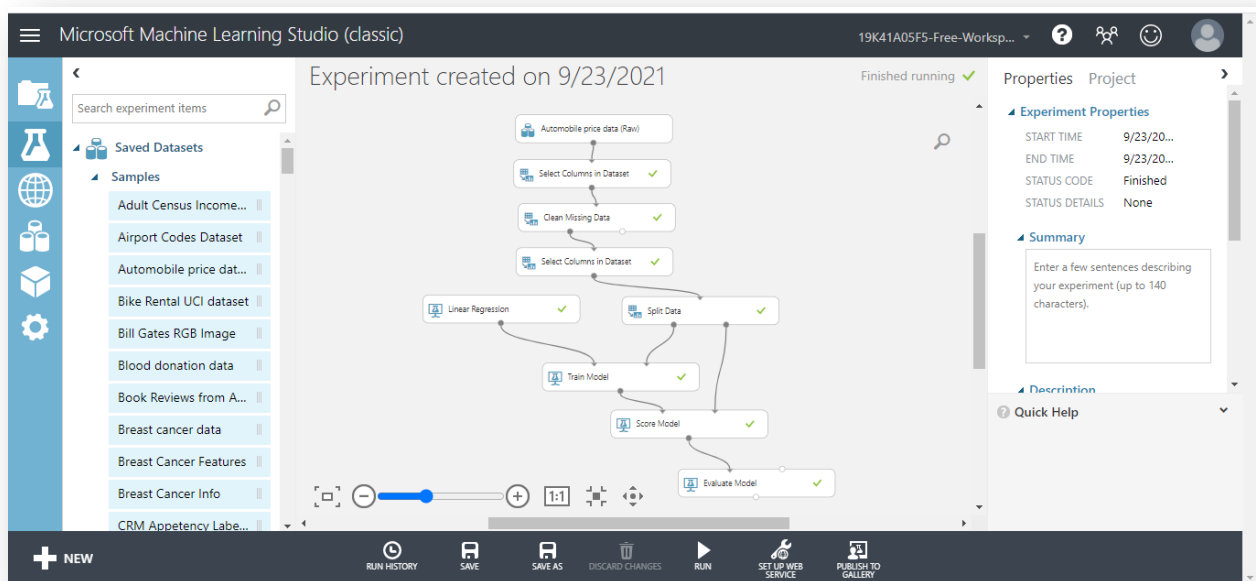 Microsoft Machine Learning Studio (classic)
19K41A05F5-Free-Worksp...
Experiment created on 9/23/2021
Finished running
Search experiment items
Saved Datasets
Samples
Adult Census Income...
Airport Codes Dataset
Automobile price dat...
Bike Rental UCI dataset
Bill Gates RGB Image
Blood donation data
Book Reviews from A...
Breast cancer data
Breast Cancer Features
Breast Cancer Info
CRM Appetency Labe...
Automobile price data (Raw)
Select Columns in Dataset
Clean Missing Data
Select Columns in Dataset
Linear Regression
Split Data
Train Model
Score Model
Evaluate Model
1:1
Properties Project
Experiment Properties
START TIME 9/23/20...
END TIME 9/23/20...
STATUS CODE Finished
STATUS DETAILS None
Summary
Enter a few sentences describing
your experiment (up to 140
characters).
Description
Quick Help
NEW
RUN HISTORY
SAVE
SAVE AS
DISCARD CHANGES
RUN
SET UP WEB
SERVICE
PUBLISH TO
GALLERY